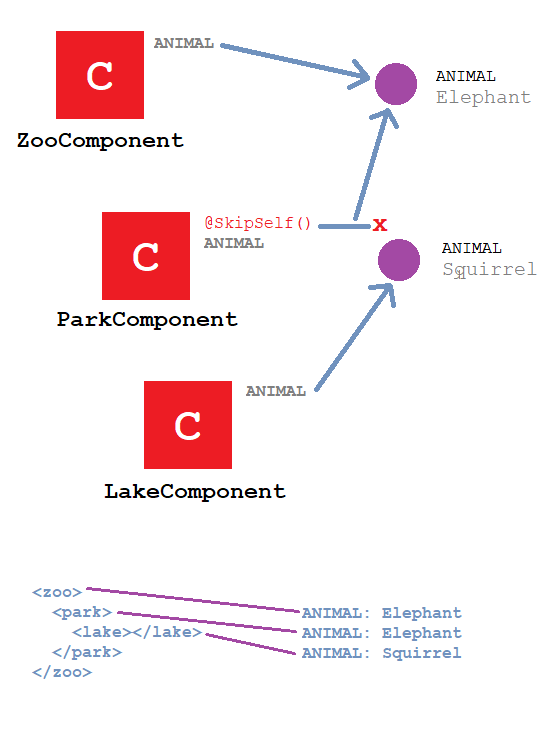 ANIMAL
C
ANIMAL
Elephant
ZooComponent
@SkipSelf()
x
ANIMAL
C
ANIMAL
Squirrel
ParkComponent
ANIMAL
C
LakeComponent
<zoo>
<park>
<lake></lake>
</park>
</zoo>
ANIMAL: Elephant
ANIMAL: Elephant
ANIMAL: Squirrel